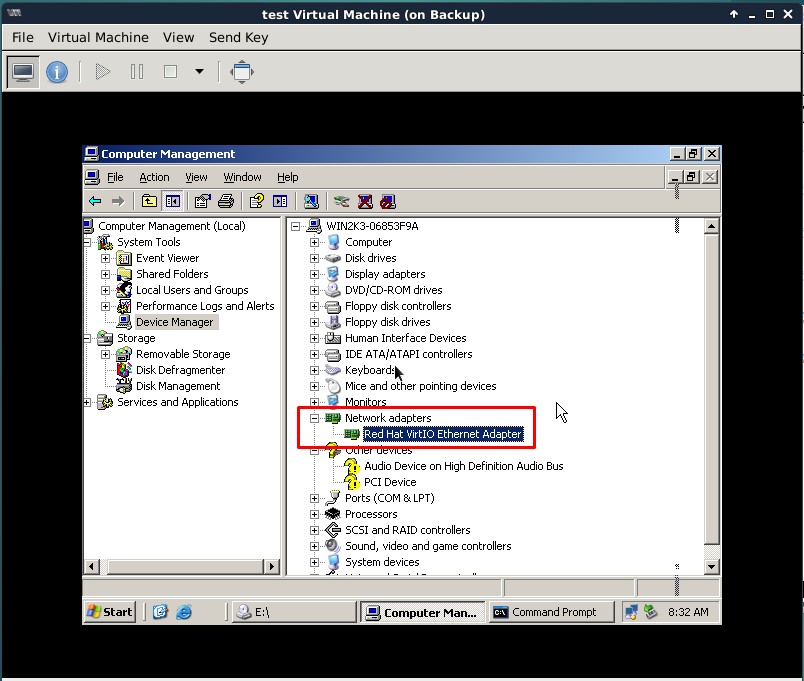 test Virtual Machine (on Backup)
File Virtual Machine View Send Key
Computer Management
File Action View Window Help
Computer Management (Local)
System Tools
Event Viewer
Shared Folders
Local Users and Groups
Performance Logs and Alerts
Device Manager
Storage
Removable Storage
Disk Defragmenter
Disk Management
Services and Applications
WIN2K3-06853F9A
Computer
Disk drives
Display adapters
DVD/CD-ROM drives
Floppy disk controllers
Floppy disk drives
Human Interface Devices
IDE ATA/ATAPI controllers
Keyboards
Mice and other pointing devices
Monitors
Network adapters
Red Hat VirtIO Ethernet Adapter
Other devices
Audio Device on High Definition Audio Bus
PCI Device
Ports (COM & LPT)
Processors
SCSI and RAID controllers
Sound, video and game controllers
System devices
Start E:\ Computer Man... Command Prompt 8:32 AM